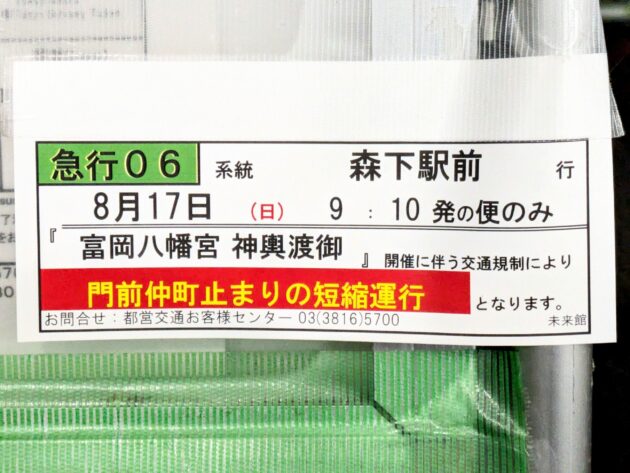 急行06 系統 森下駅前 行
8月17日 (日) 9 : 10 発の便のみ
『富岡八幡宮 神輿渡御』開催に伴う交通規制により
門前仲町止まりの短縮運行 となります。
お問合せ：都営交通お客様センター 03(3816)5700 未来館